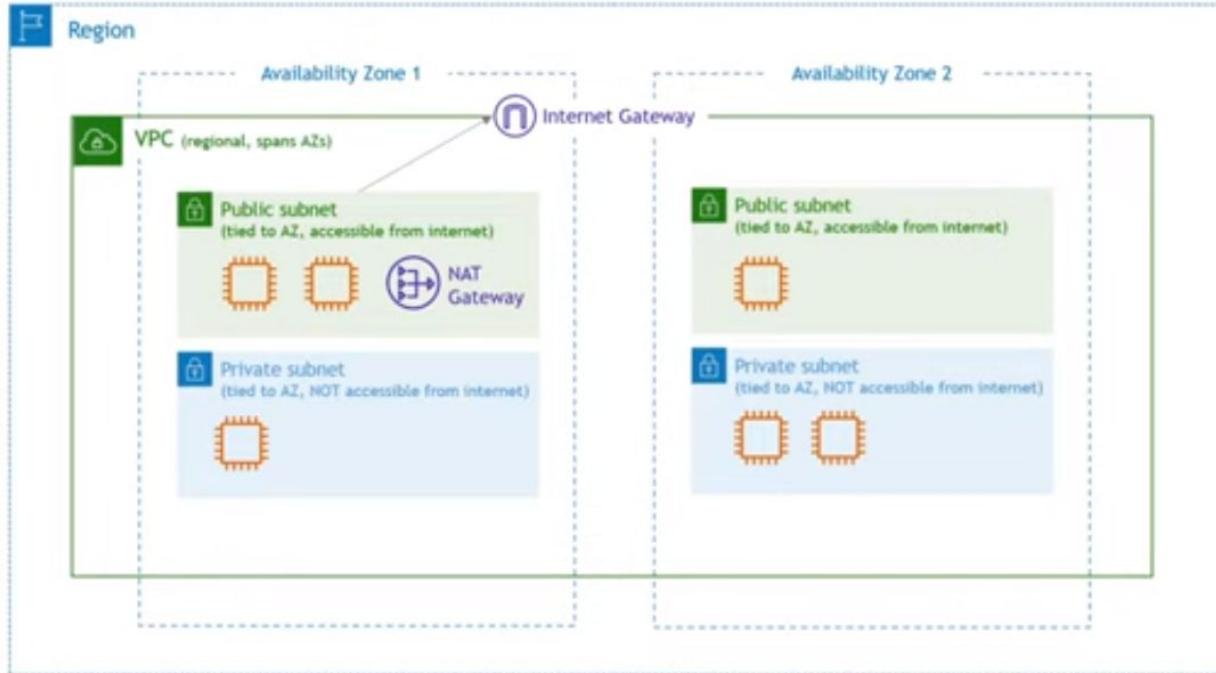 Region
Availability Zone 1
Availability Zone 2
Internet Gateway
VPC (regional, spans AZs)
Public subnet
(tied to AZ, accessible from internet)
NAT
Gateway
Private subnet
(tied to AZ, NOT accessible from internet)
Public subnet
(tied to AZ, accessible from internet)
Private subnet
(tied to AZ, NOT accessible from internet)